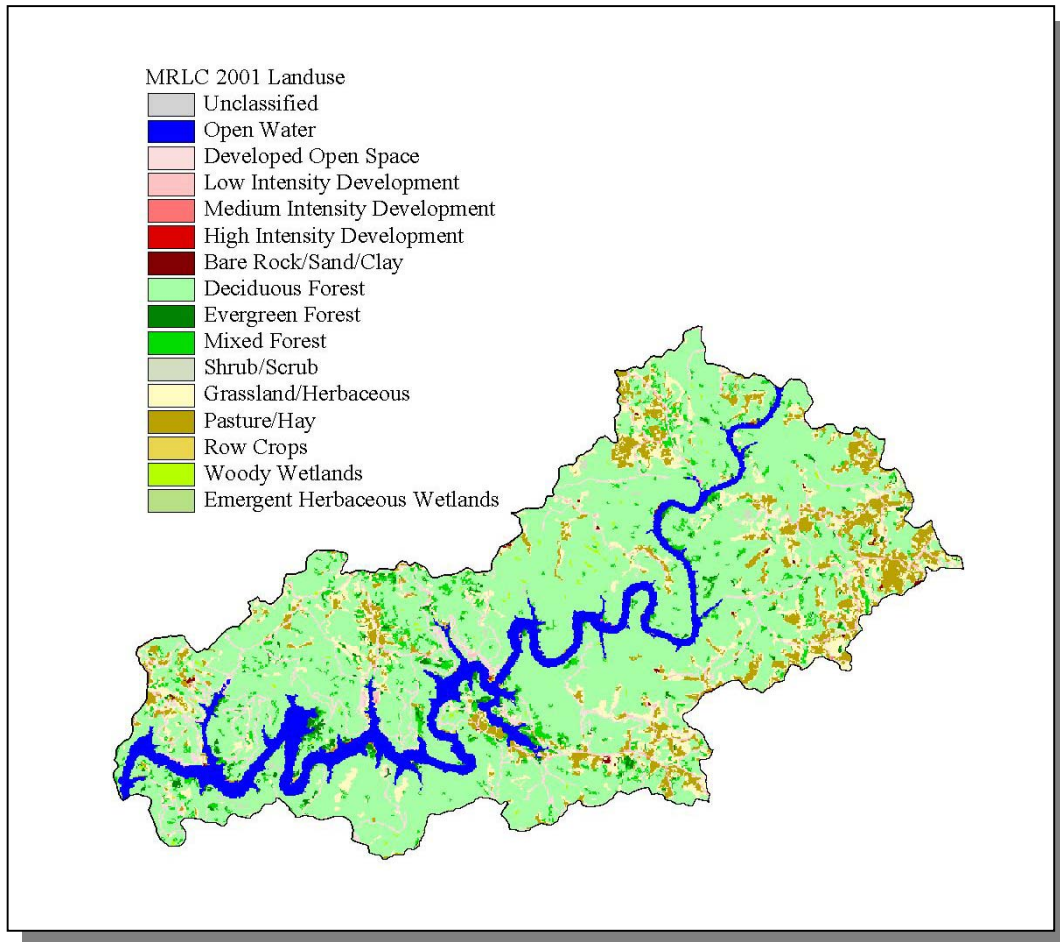 MRLC 2001 Landuse
Unclassified
Open Water
Developed Open Space
Low Intensity Development
Medium Intensity Development
High Intensity Development
Bare Rock/Sand/Clay
Deciduous Forest
Evergreen Forest
Mixed Forest
Shrub/Scrub
Grassland/Herbaceous
Pasture/Hay
Row Crops
Woody Wetlands
Emergent Herbaceous Wetlands